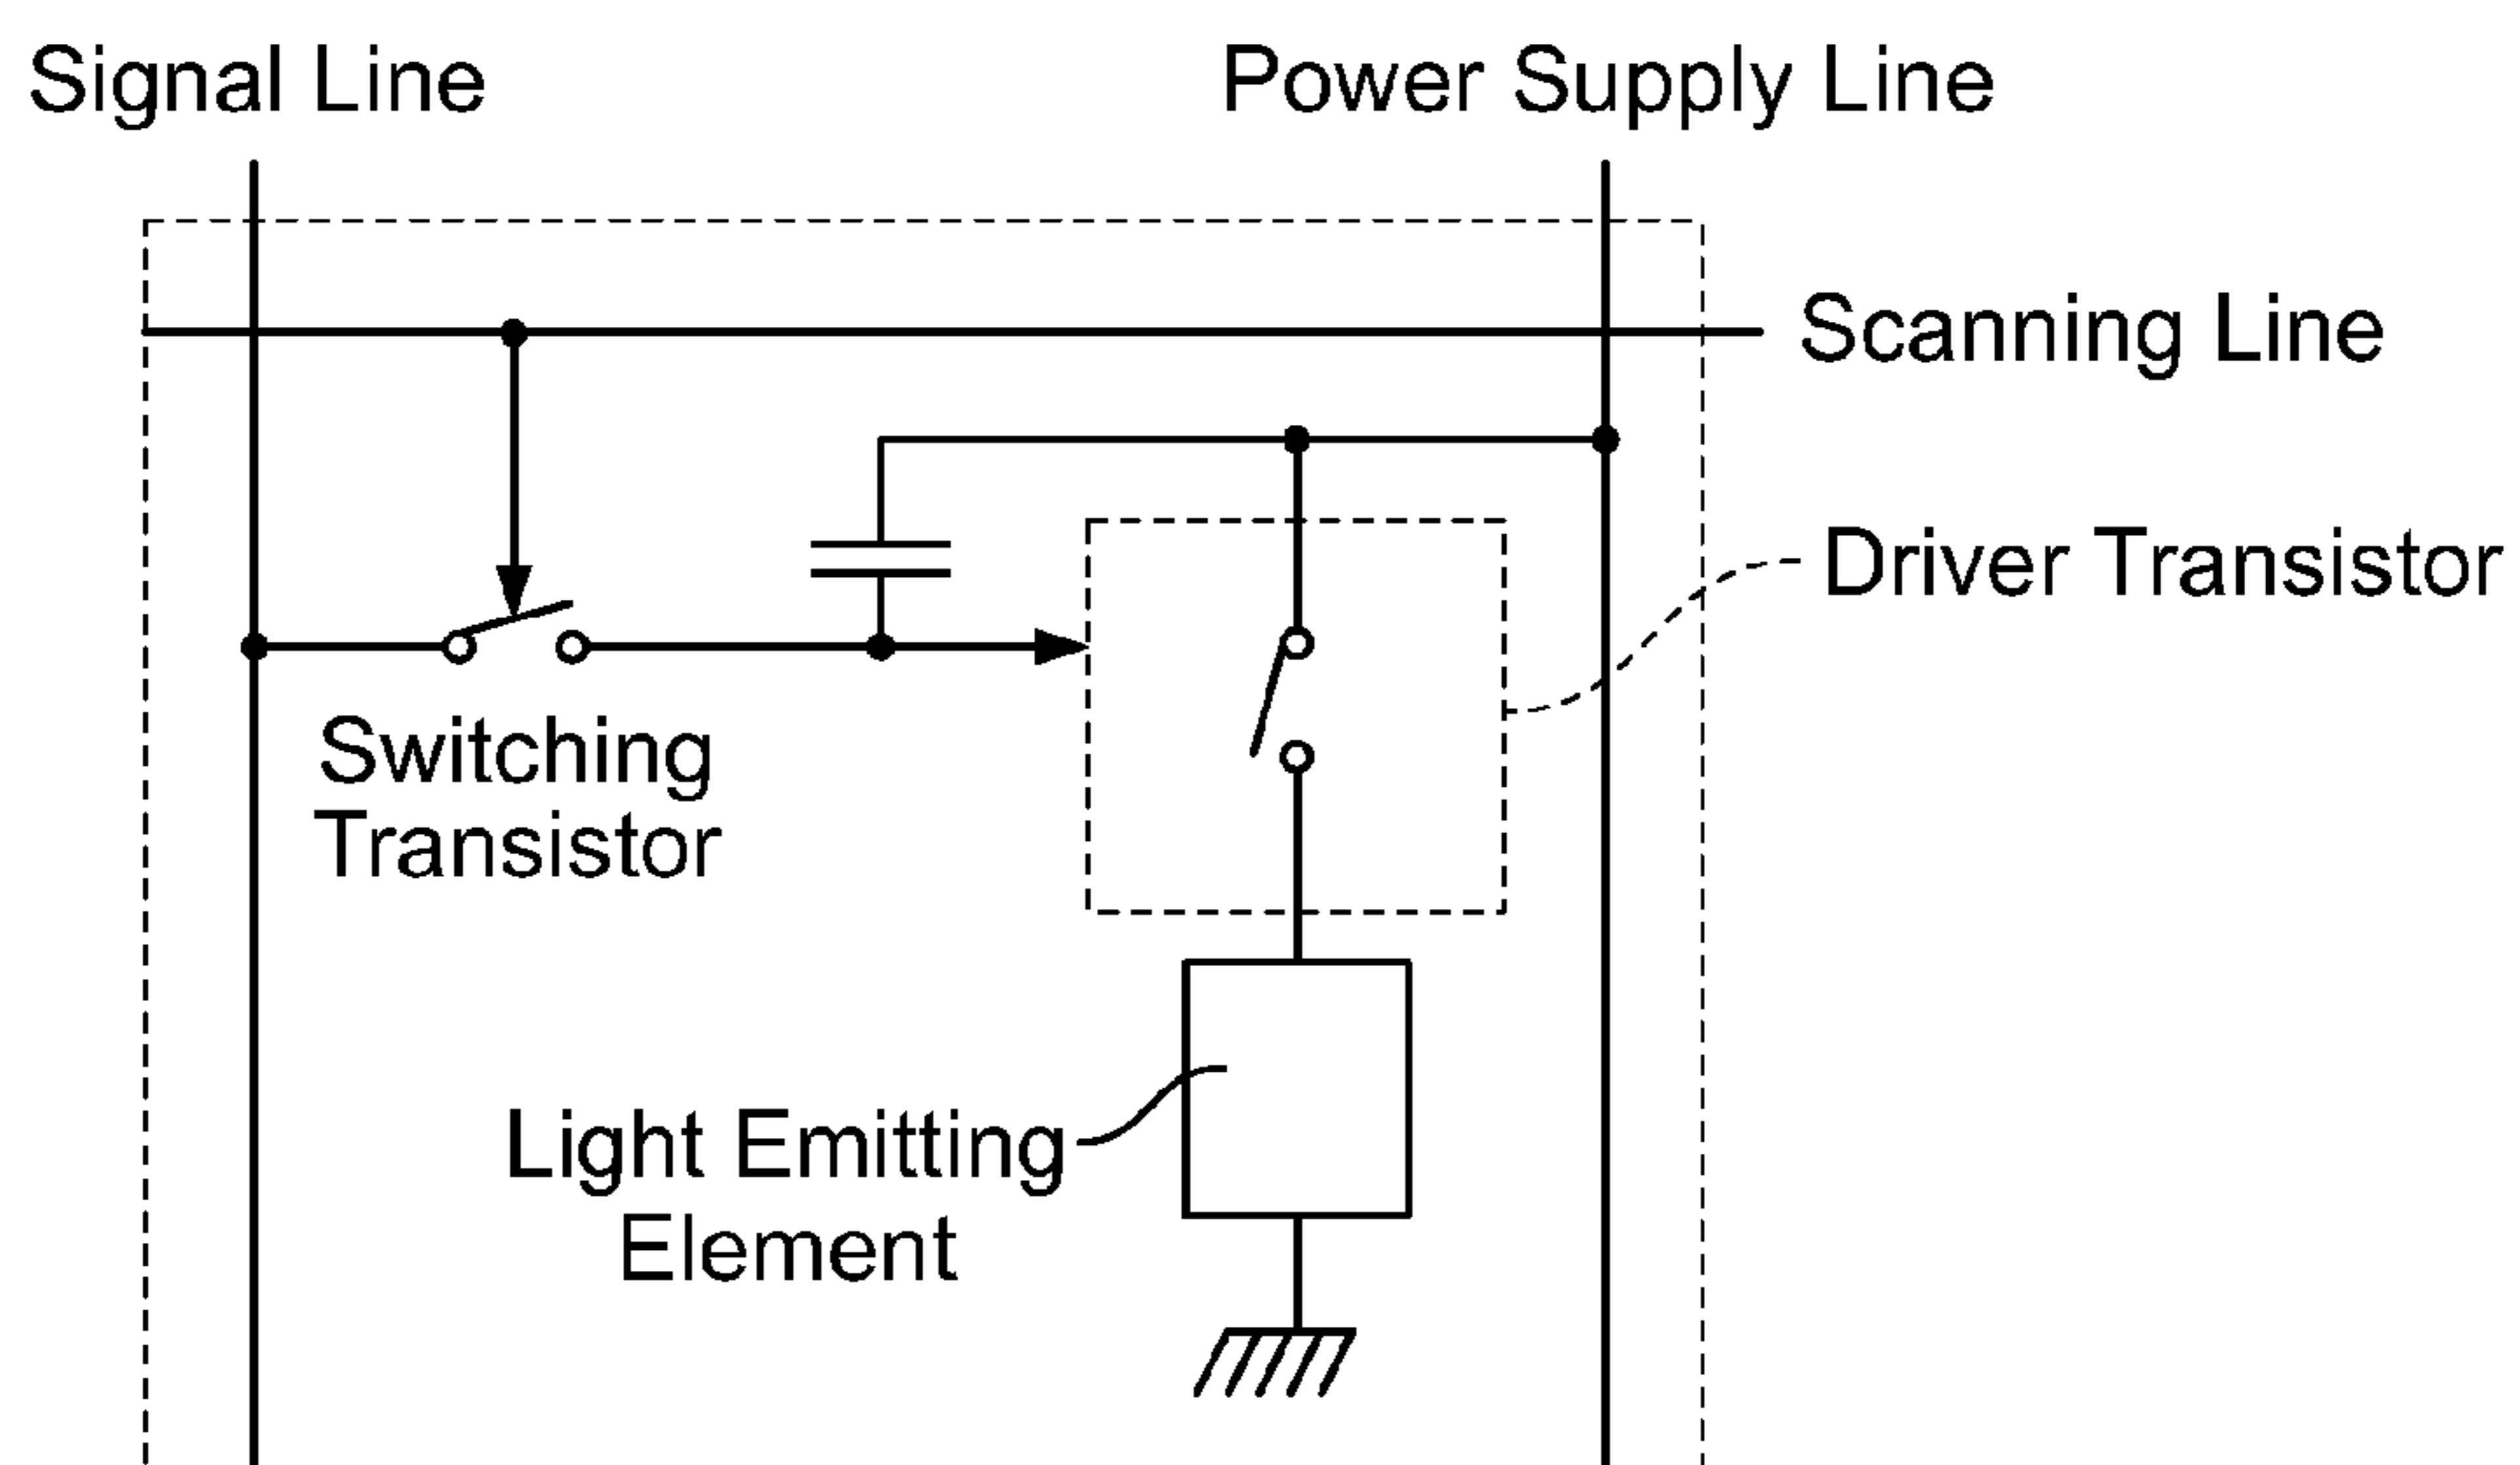 Signal Line
Power Supply Line
Scanning Line
Driver Transistor
Switching
Transistor
Light Emitting
Element